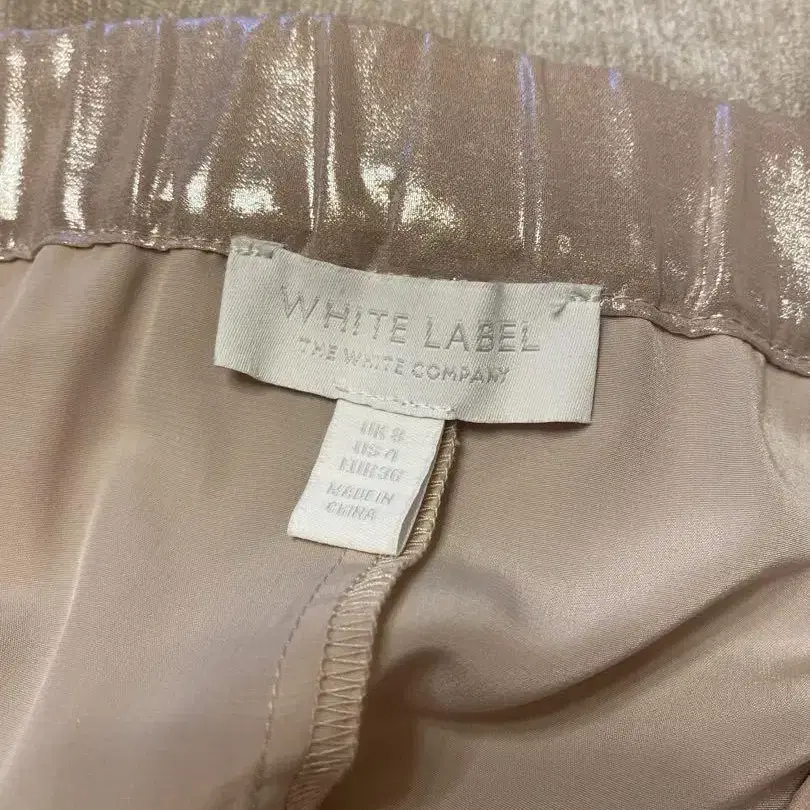 WHITE LABEL
THE WHITE COMPANY
UK 8
US 4
EUR 36
MADE IN
CHINA